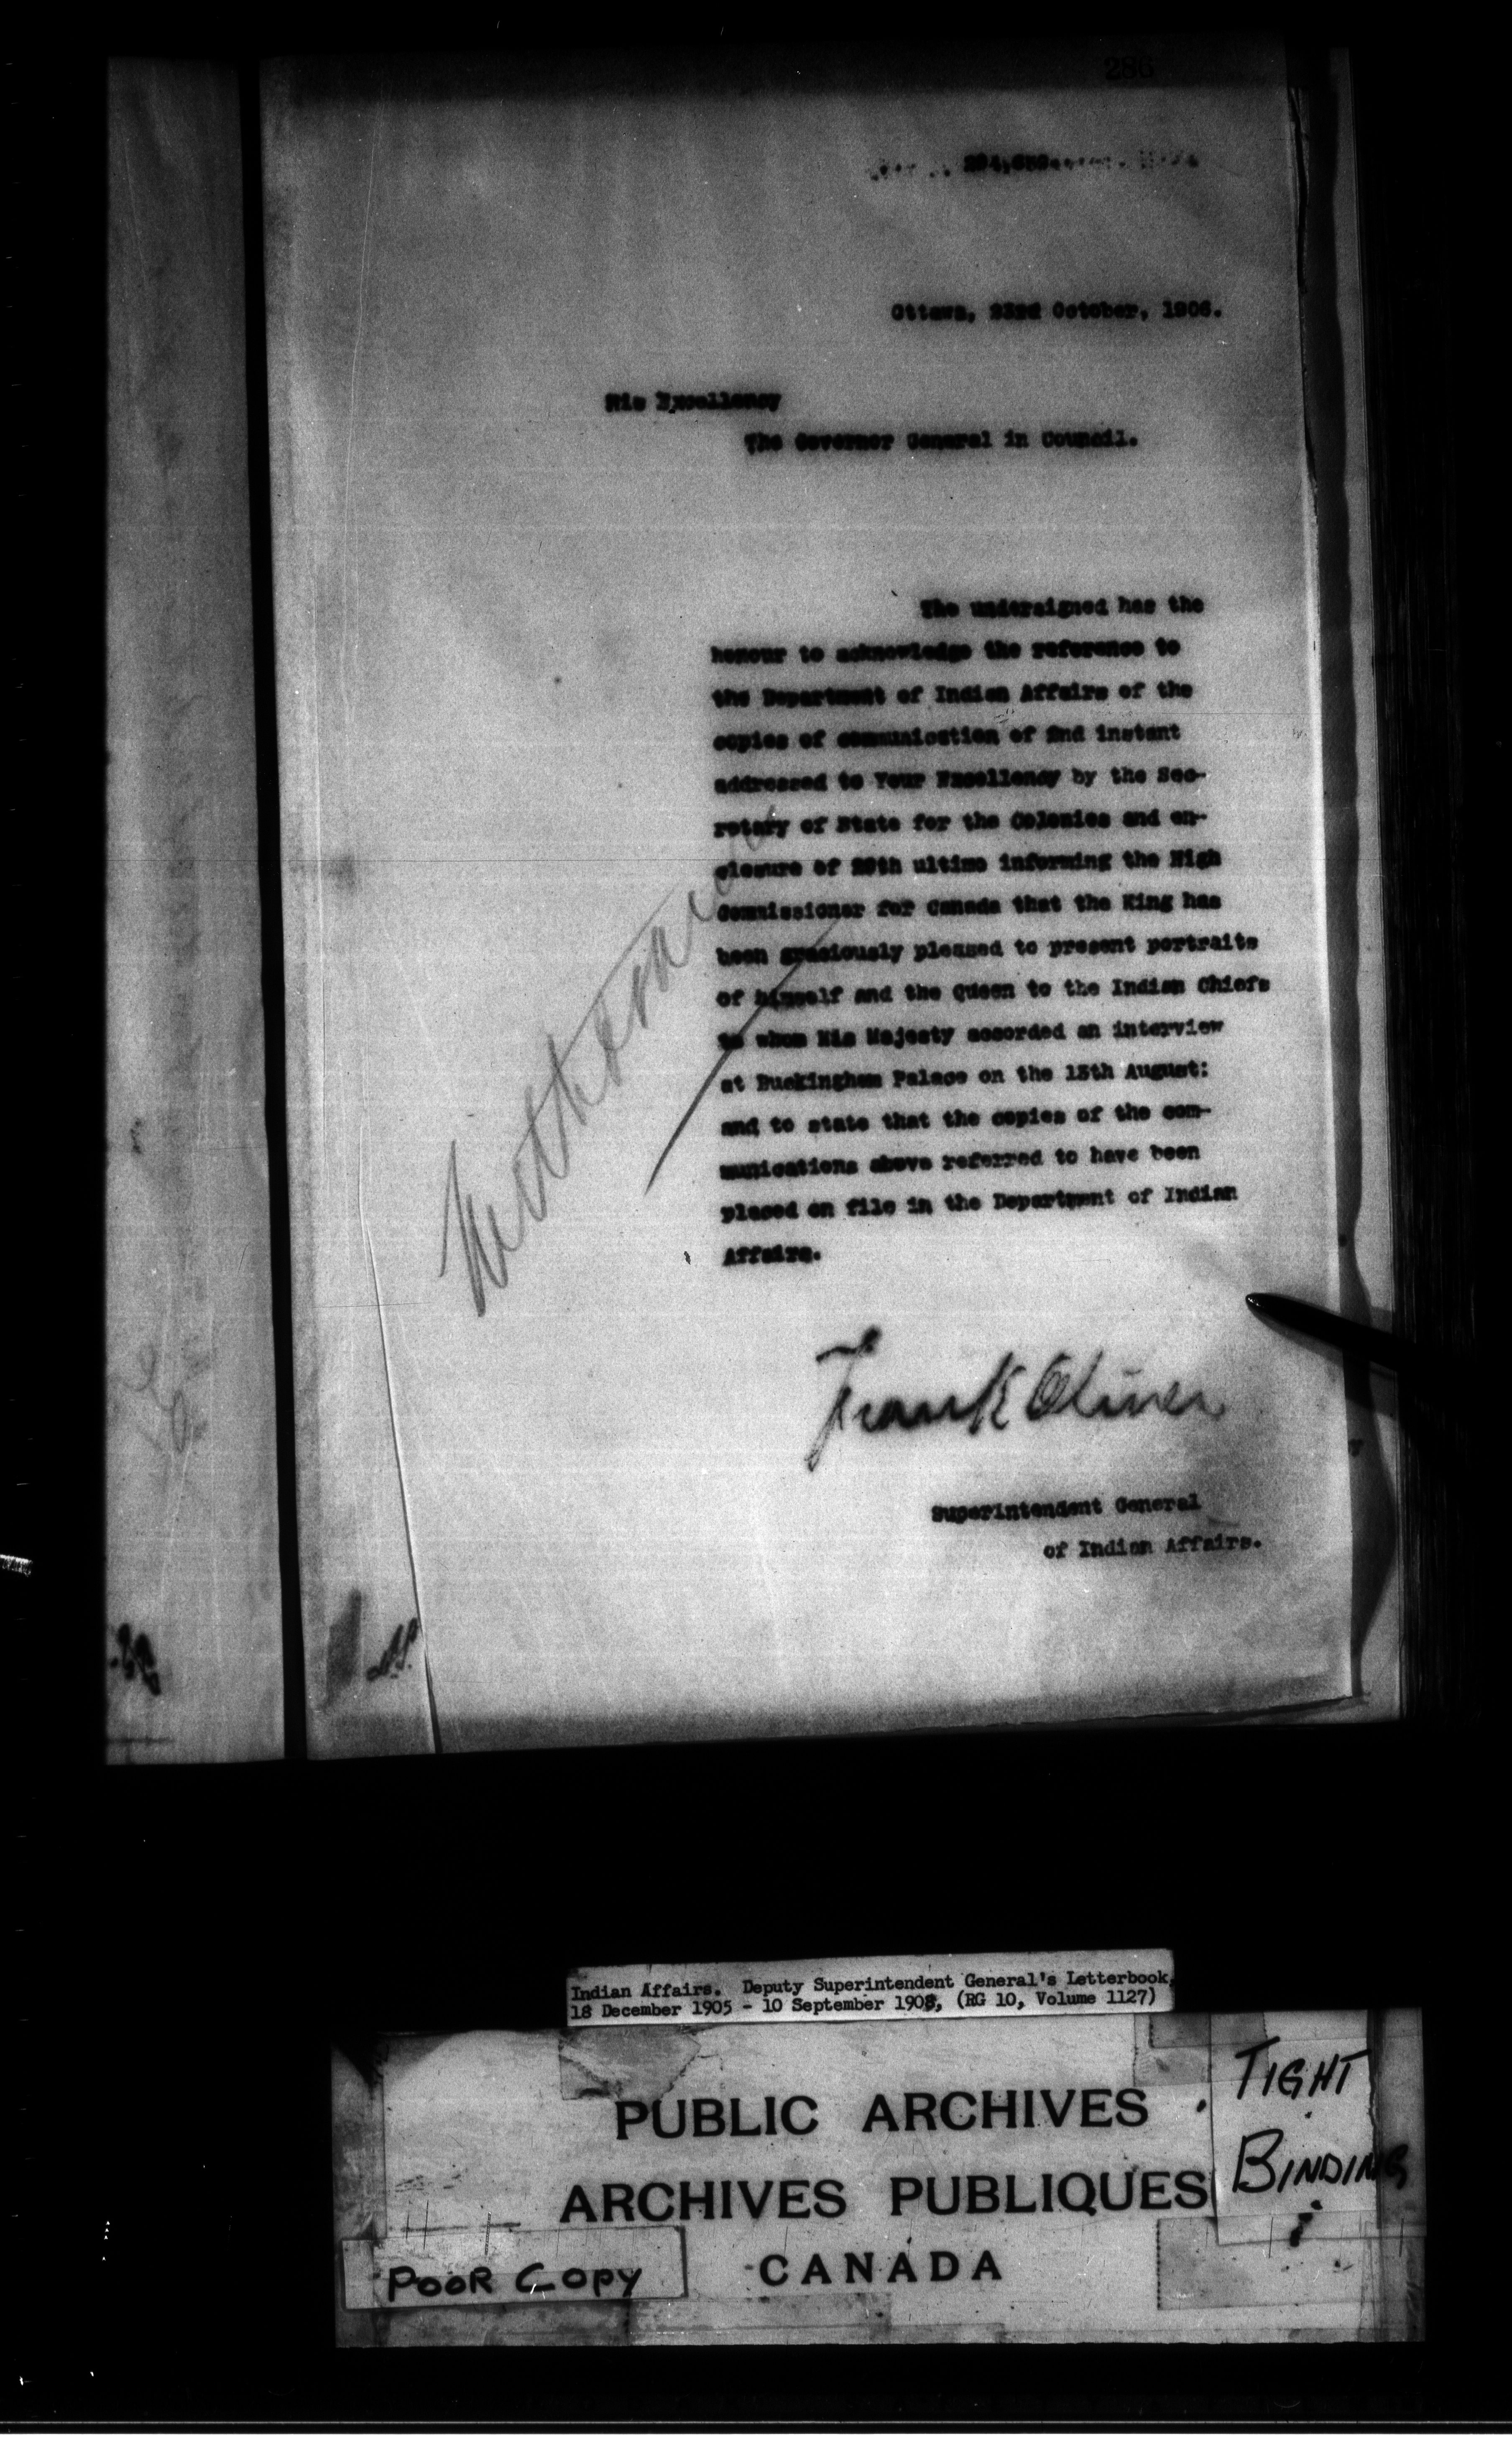 286
Ottawa, 23rd October, 1906.
His Excellency
The Governor General in Council.
The undersigned has the
honour to acknowledge the reference to
the Department of Indian Affairs of the
copies of communication of 2nd instant
addressed to Your Excellency by the Sec-
retary of State for the Colonies and en-
closure of 29th ultimo informing the High
Commissioner for Canada that the King has
been graciously pleased to present portraits
of himself and the Queen to the Indian Chiefs
to whom His Majesty accorded an interview
at Buckingham Palace on the 13th August:
and to state that the copies of the com-
munications above referred to have been
placed on file in the Department of Indian
Affairs.
Frank Oliver
Superintendent General
of Indian Affairs.
Indian Affairs. Deputy Superintendent General's Letterbook,
18 December 1905 - 10 September 1908, (RG 10, Volume 1127)
PUBLIC ARCHIVES
ARCHIVES PUBLIQUES
CANADA
TIGHT
BINDING
POOR COPY